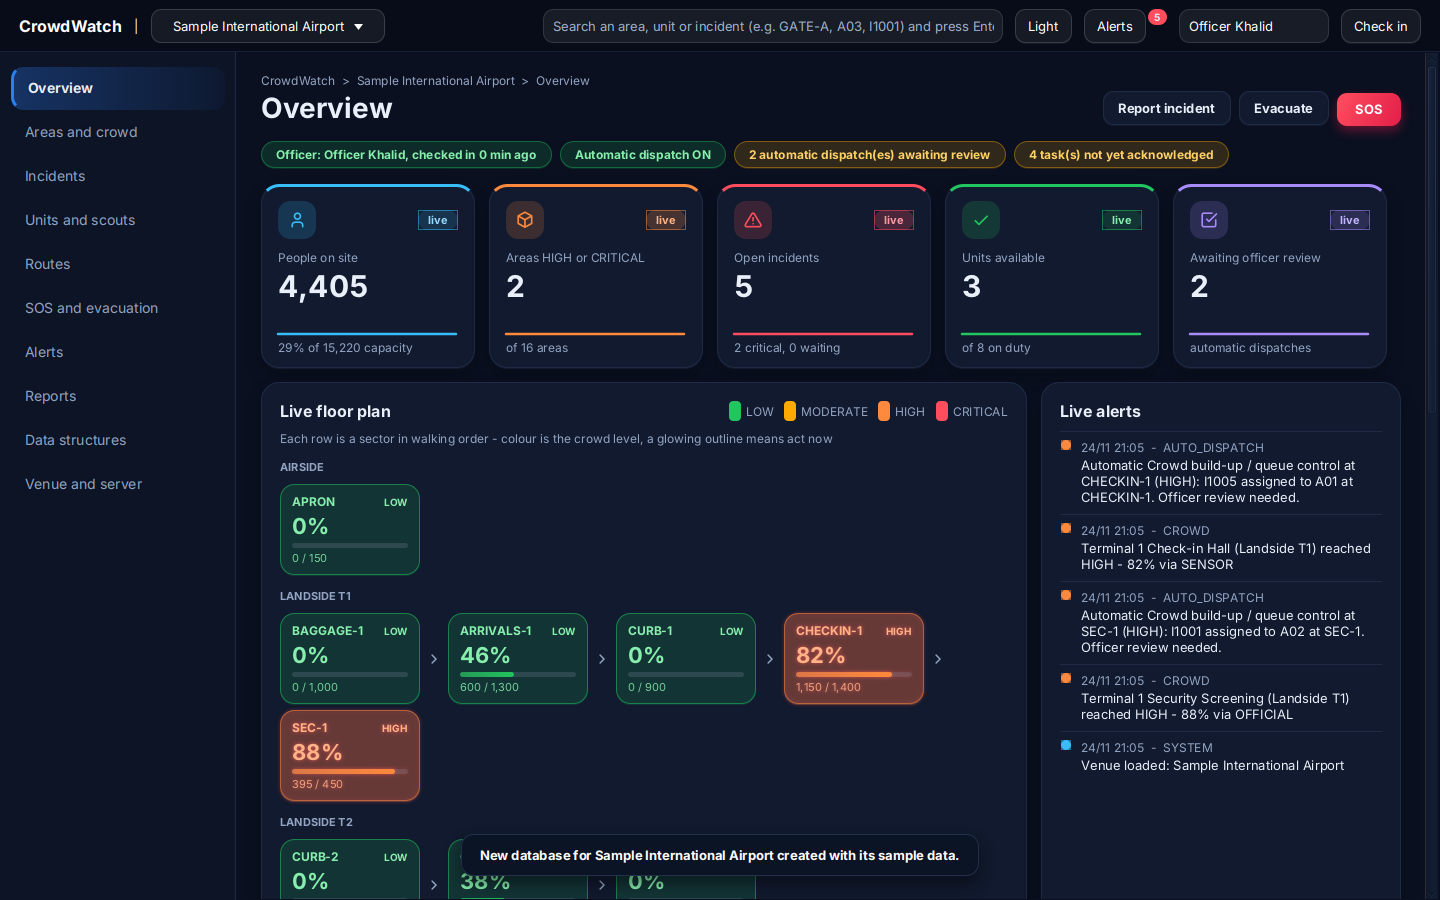 CrowdWatch | Sample International Airport
Search an area, unit or incident (e.g. GATE-A, A03, I1001) and press Ent
Light
Alerts
5
Officer Khalid
Check in
Overview
Areas and crowd
Incidents
Units and scouts
Routes
SOS and evacuation
Alerts
Reports
Data structures
Venue and server
CrowdWatch > Sample International Airport > Overview
Overview
Report incident
Evacuate
SOS
Officer: Officer Khalid, checked in 0 min ago
Automatic dispatch ON
2 automatic dispatch(es) awaiting review
4 task(s) not yet acknowledged
live
People on site
4,405
29% of 15,220 capacity
live
Areas HIGH or CRITICAL
2
of 16 areas
live
Open incidents
5
2 critical, 0 waiting
live
Units available
3
of 8 on duty
live
Awaiting officer review
2
automatic dispatches
Live floor plan
LOW MODERATE HIGH CRITICAL
Each row is a sector in walking order - colour is the crowd level, a glowing outline means act now
AIRSIDE
APRON LOW
0%
0 / 150
LANDSIDE T1
BAGGAGE-1 LOW
0%
0 / 1,000
ARRIVALS-1 LOW
46%
600 / 1,300
CURB-1 LOW
0%
0 / 900
CHECKIN-1 HIGH
82%
1,150 / 1,400
SEC-1 HIGH
88%
395 / 450
LANDSIDE T2
CURB-2 LOW
0%
38%
0%
New database for Sample International Airport created with its sample data.
Live alerts
24/11 21:05 - AUTO_DISPATCH
Automatic Crowd build-up / queue control at
CHECKIN-1 (HIGH): I1005 assigned to A01 at
CHECKIN-1. Officer review needed.
24/11 21:05 - CROWD
Terminal 1 Check-in Hall (Landside T1) reached
HIGH - 82% via SENSOR
24/11 21:05 - AUTO_DISPATCH
Automatic Crowd build-up / queue control at
SEC-1 (HIGH): I1001 assigned to A02 at SEC-1.
Officer review needed.
24/11 21:05 - CROWD
Terminal 1 Security Screening (Landside T1)
reached HIGH - 88% via OFFICIAL
24/11 21:05 - SYSTEM
Venue loaded: Sample International Airport